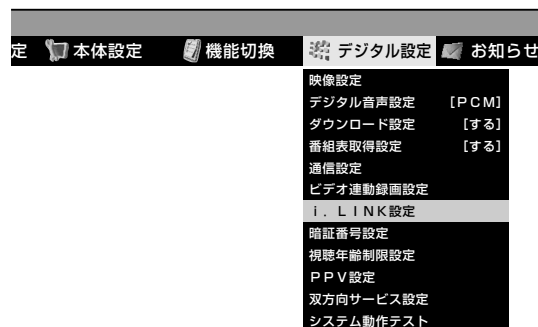 定 本体設定 機能切換 デジタル設定 お知らせ
映像設定
デジタル音声設定 [PCM]
ダウンロード設定 [する]
番組表取得設定 [する]
通信設定
ビデオ連動録画設定
i．LINK設定
暗証番号設定
視聴年齢制限設定
PPV設定
双方向サービス設定
システム動作テスト